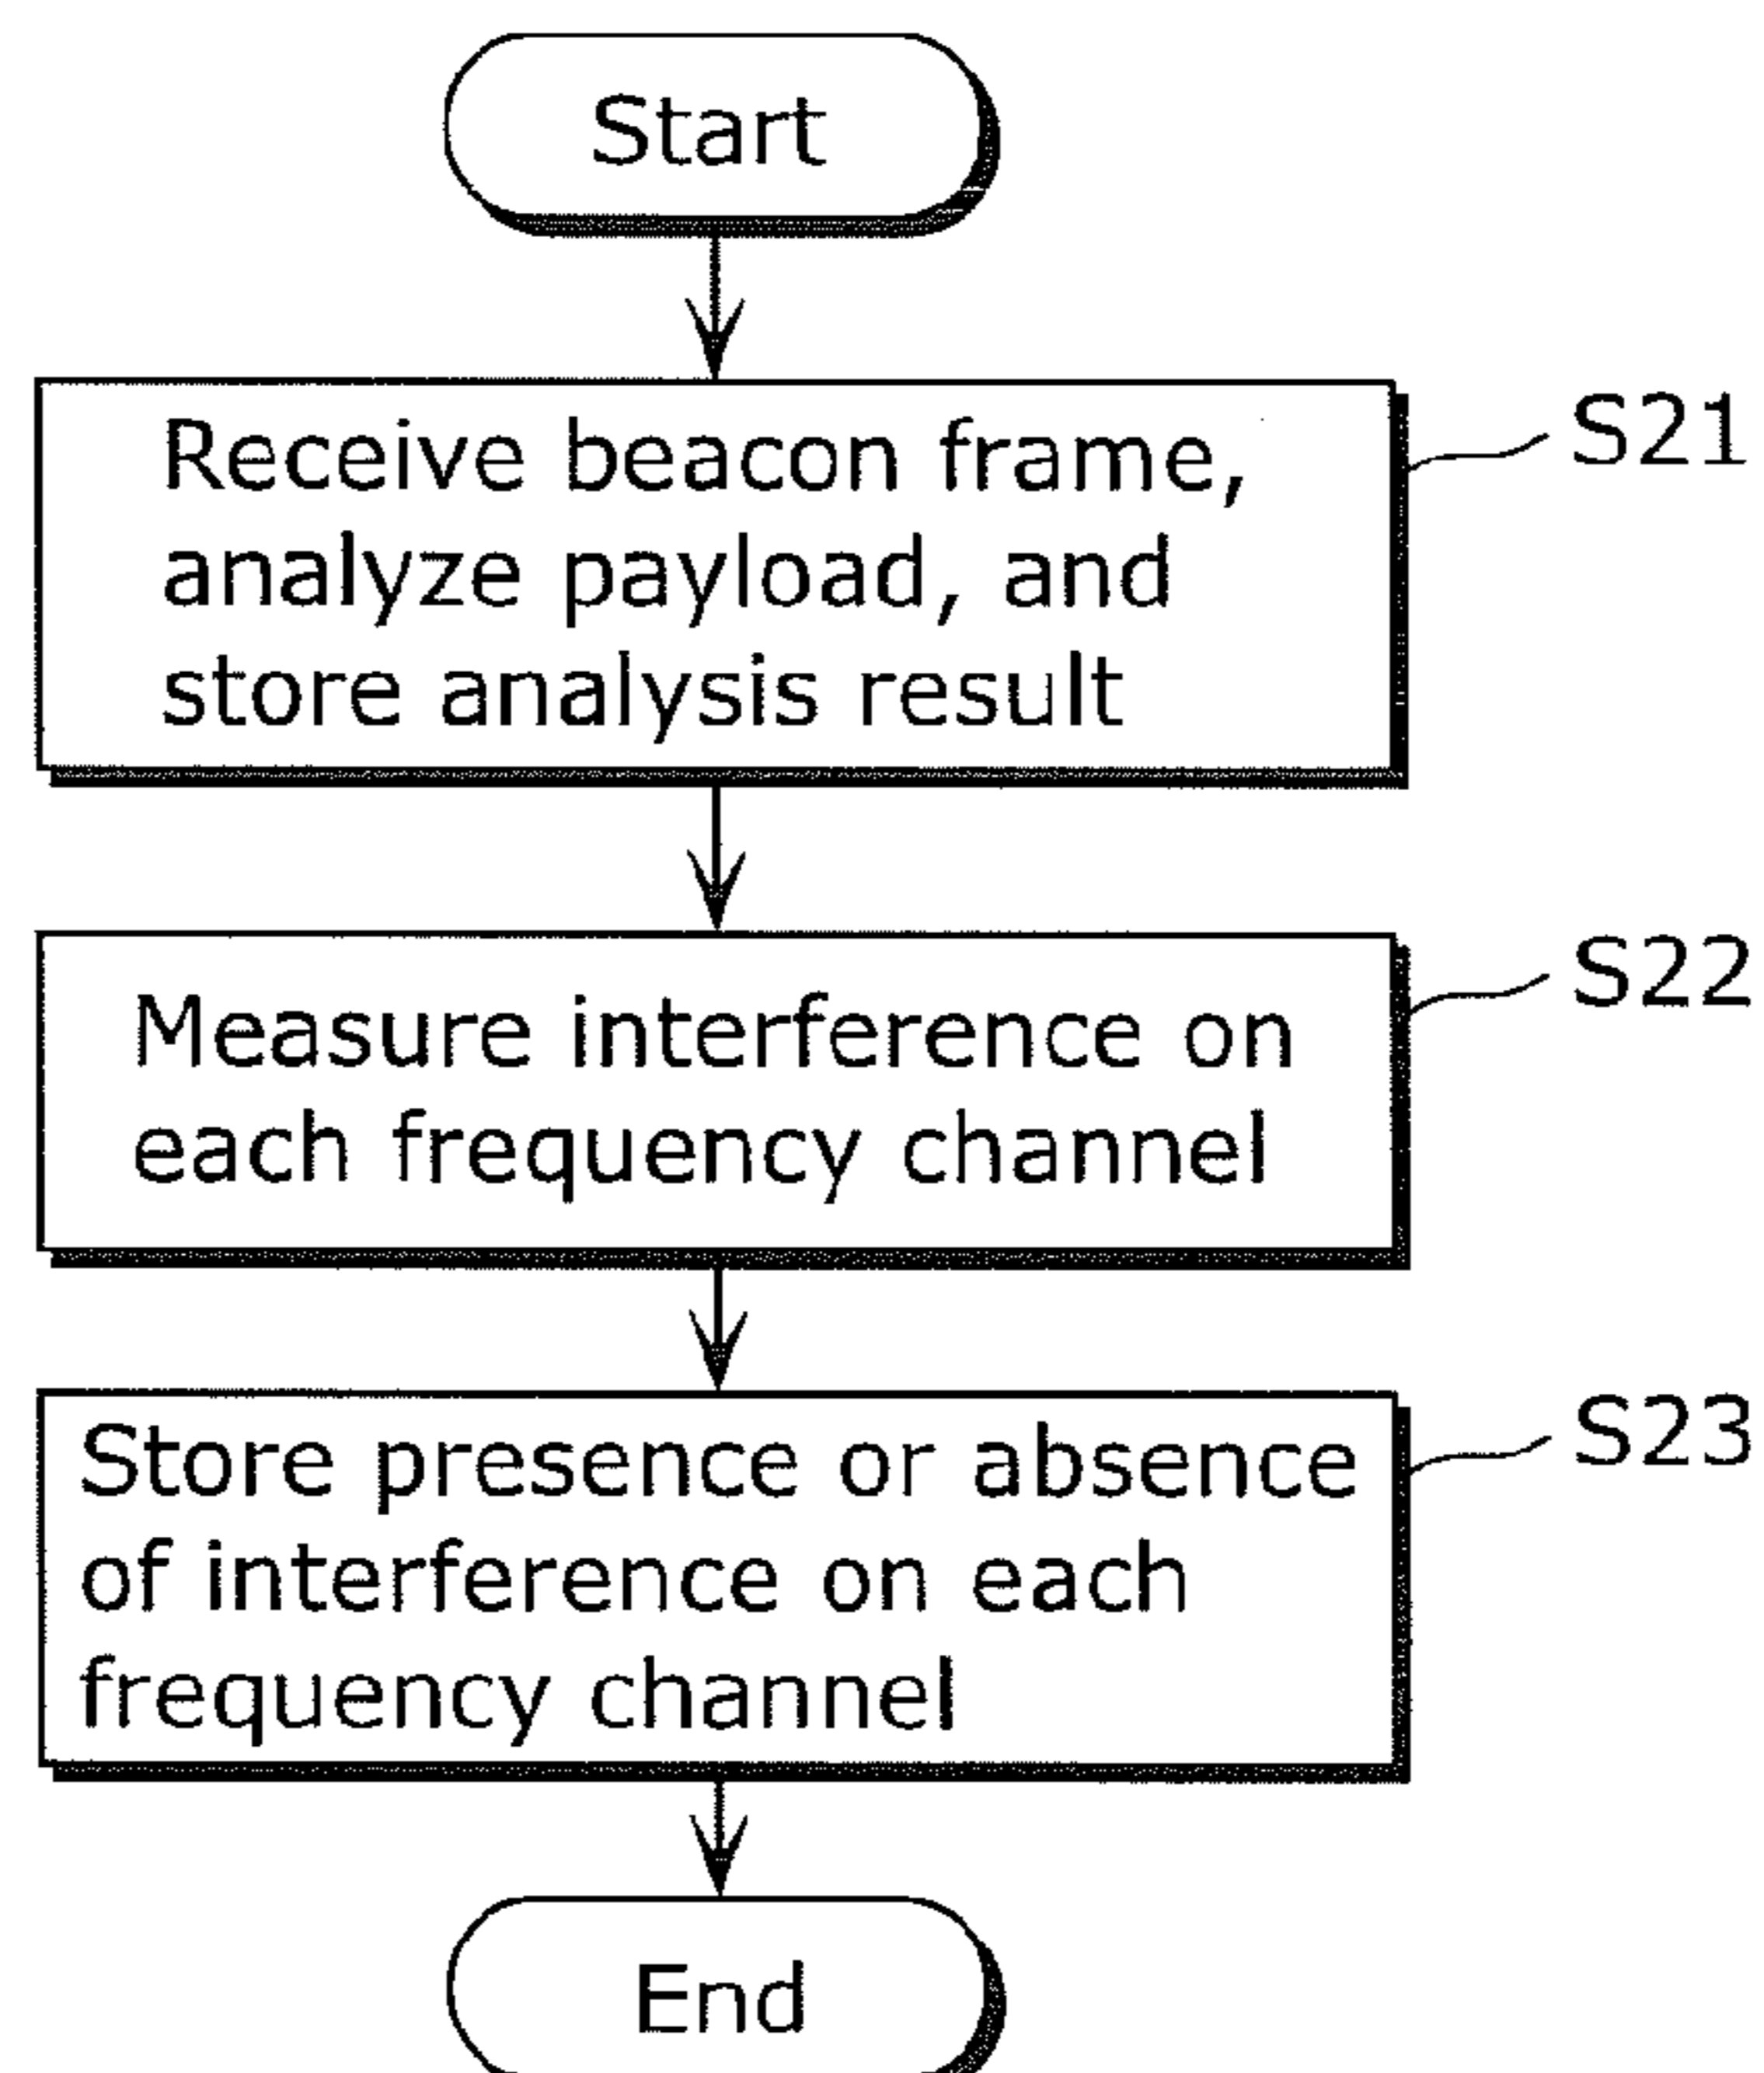 Start
Receive beacon frame,
analyze payload, and
store analysis result
S21
Measure interference on
each frequency channel
S22
Store presence or absence
of interference on each
frequency channel
S23
End